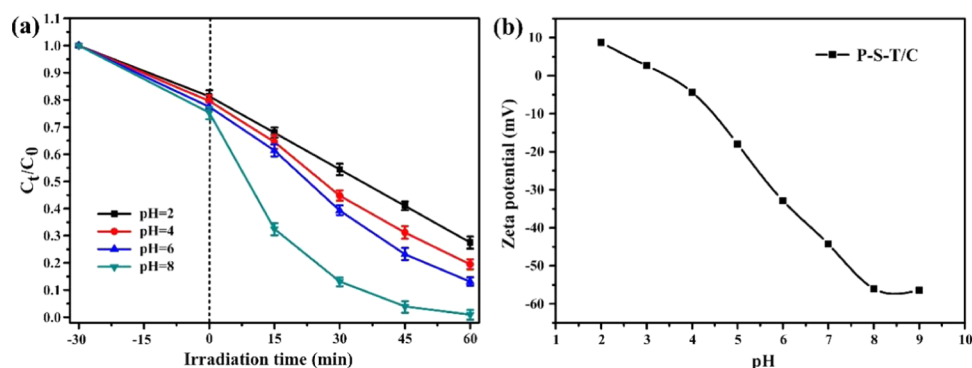 (a)
1.1
1.0
0.9
0.8
0.7
0.6
0.5
0.4
0.3
0.2
0.1
0.0
Ct/C0
pH=2
pH=4
pH=6
pH=8
-30 -15 0 15 30 45 60
Irradiation time (min)
(b)
10
0
-10
-20
-30
-40
-50
-60
Zeta potential (mV)
P-S-T/C
1 2 3 4 5 6 7 8 9 10
pH